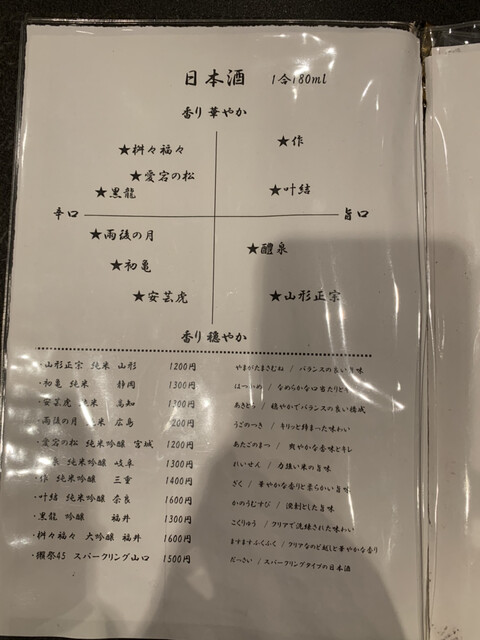 日本酒 1合180ml
香り華やか
★作
★桝々福々
★愛宕の松
★黒龍 ★叶結
辛口 旨口
★雨後の月
★醴泉
★初亀
★安芸虎 ★山形正宗
香り穏やか
・山形正宗 純米 山形 1200円 やまがたまさむね / バランスの良い旨味
・初亀 純米 静岡 1300円 はつかめ / なめらかな口当たりと
・安芸虎 純米 高知 1300円 あきとら / 穏やかでバランスの良い
・雨後の月 純米 広島 200円 うごのつき / キリッと締まった味わい
・愛宕の松 純米吟醸 宮城 1200円 あたごのまつ / 爽やかな香味とキレ
泉 純米吟醸 岐阜 1300円 れいせん / 力強い米の旨味
・作 純米吟醸 三重 1400円 ざく / 華やかな香りと柔らかい旨味
・叶結 純米吟醸 奈良 1600円 かのうむすび / 溌剌とした旨味
・黒龍 吟醸 福井 1300円 こくりゅう / クリアで洗練された味わい
・桝々福々 大吟醸 福井 1600円 ますますふくふく / クリアなのど越しと華やかな香り
・獺祭45 スパークリング山口 1500円 だっさい / スパークリングタイプの日本酒